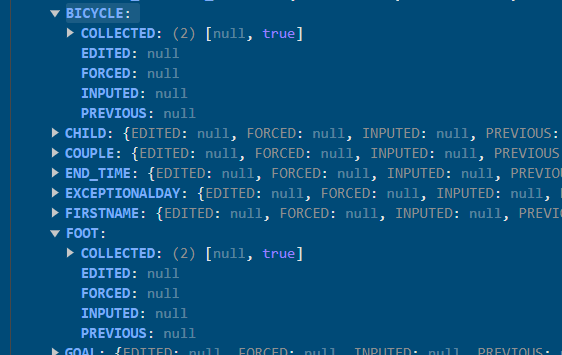 BICYCLE:
COLLECTED: (2) [null, true]
EDITED: null
FORCED: null
INPUTED: null
PREVIOUS: null
CHILD: {EDITED: null, FORCED: null, INPUTED: null, PREVIOUS:
COUPLE: {EDITED: null, FORCED: null, INPUTED: null, PREVIOUS
END_TIME: {EDITED: null, FORCED: null, INPUTED: null, PREVIO
EXCEPTIONALDAY: {EDITED: null, FORCED: null, INPUTED: null,
FIRSTNAME: {EDITED: null, FORCED: null, INPUTED: null, PREVI
FOOT:
COLLECTED: (2) [null, true]
EDITED: null
FORCED: null
INPUTED: null
PREVIOUS: null
GOAL: {EDITED: null, FORCED: null, INPUTED: null, PREVIOUS: